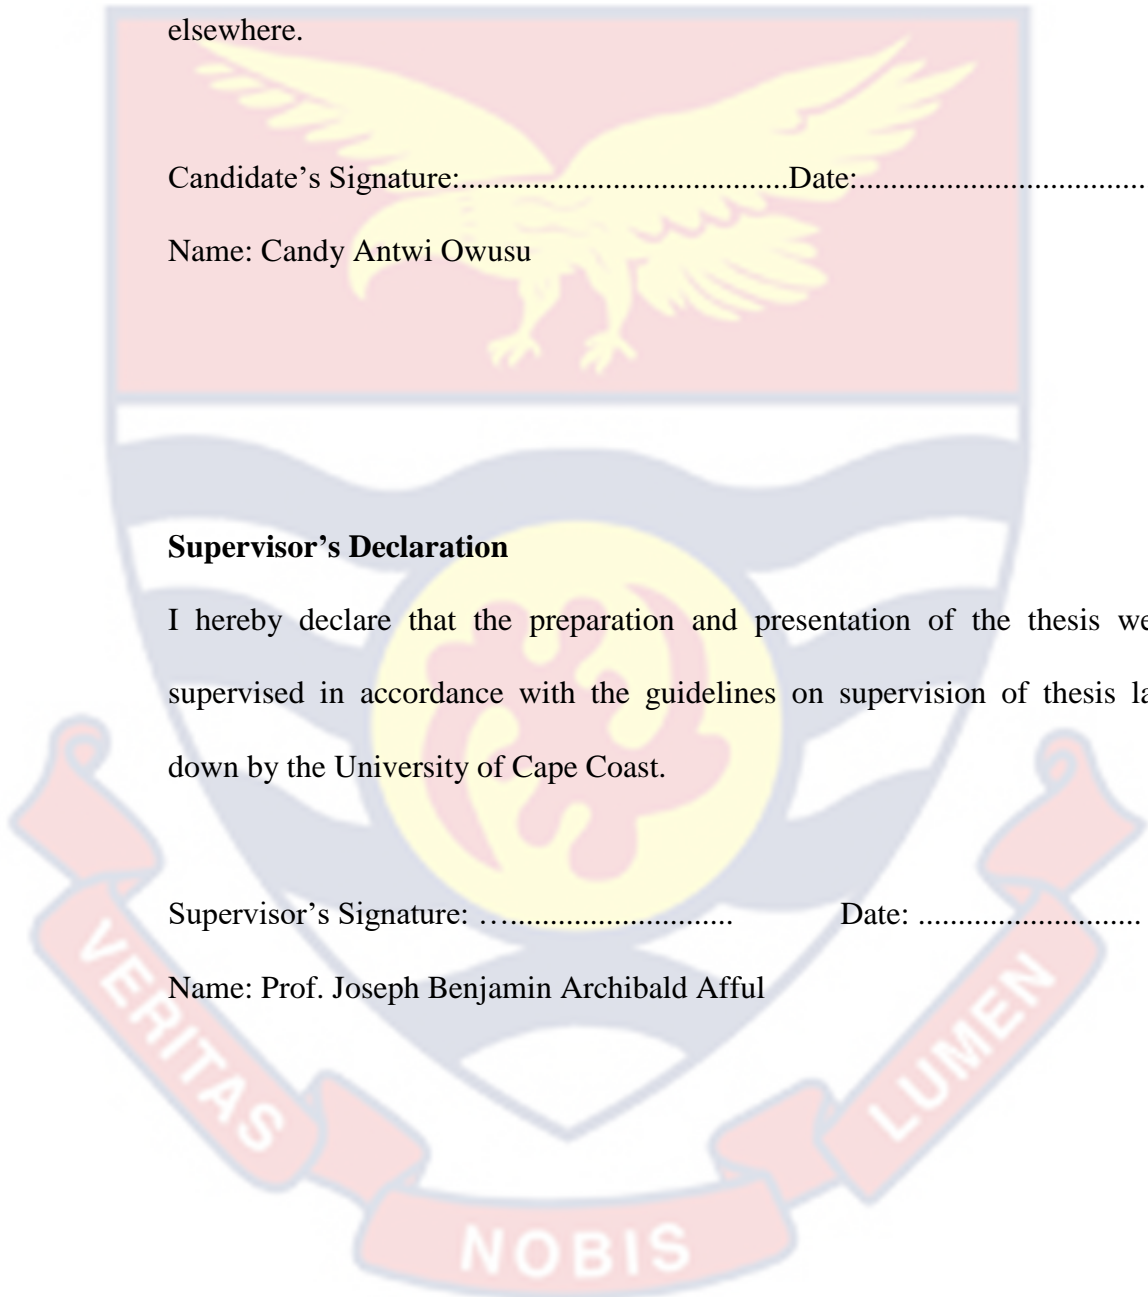 elsewhere.
Candidate’s Signature:.........................................Date:....................................
Name: Candy Antwi Owusu
Supervisor’s Declaration
I hereby declare that the preparation and presentation of the thesis we
supervised in accordance with the guidelines on supervision of thesis la
down by the University of Cape Coast.
Supervisor’s Signature: …............................ Date: ............................
Name: Prof. Joseph Benjamin Archibald Afful
VERITAS
NOBIS
LUMEN